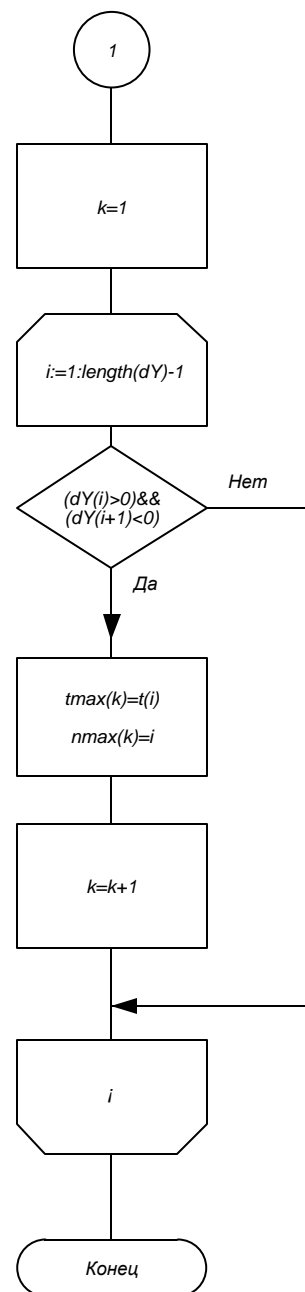 1
k=1
i:=1:length(dY)-1
(dY(i)>0)&&
(dY(i+1)<0)
Нет
Да
tmax(k)=t(i)
nmax(k)=i
k=k+1
i
Конец